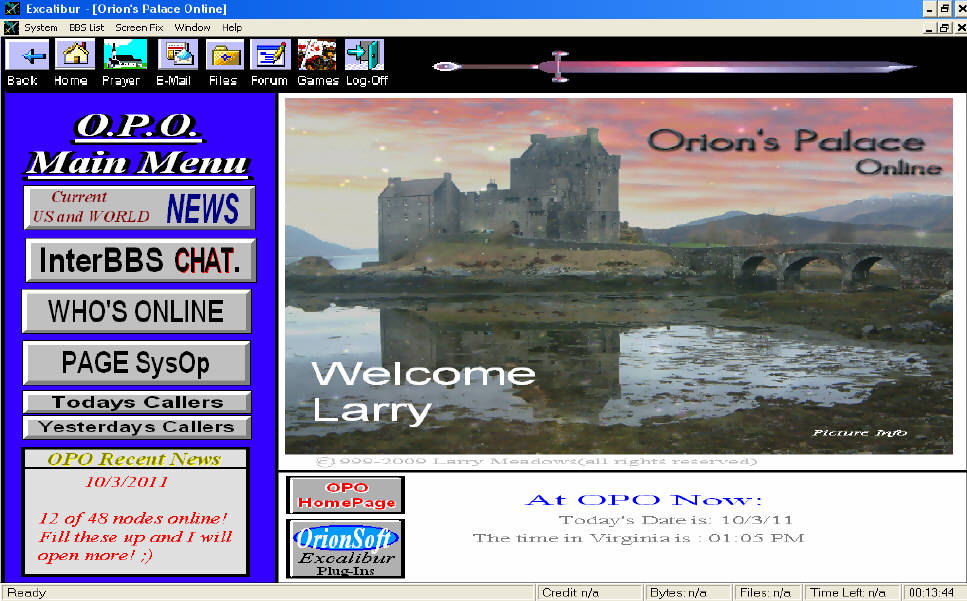 Excalibur - [Orion's Palace Online]
System BBS List Screen Fix Window Help
Back Home Prayer E-Mail Files Forum Games Log-Off
O.P.O.
Main Menu
Current
US and WORLD NEWS
InterBBS CHAT.
WHO'S ONLINE
PAGE SysOp
Todays Callers
Yesterdays Callers
OPO Recent News
10/3/2011
12 of 48 nodes online!
Fill these up and I will
open more! ;)
Orion's Palace
Online
Welcome
Larry
Picture Info
©1999-2009 Larry Meadows(all rights reserved)
OPO
HomePage
OrionSoft
Excalibur
Plug-Ins
At OPO Now:
Today's Date is: 10/3/11
The time in Virginia is : 01:05 PM
Ready Credit n/a Bytes: n/a Files: n/a Time Left: n/a 00:13:44